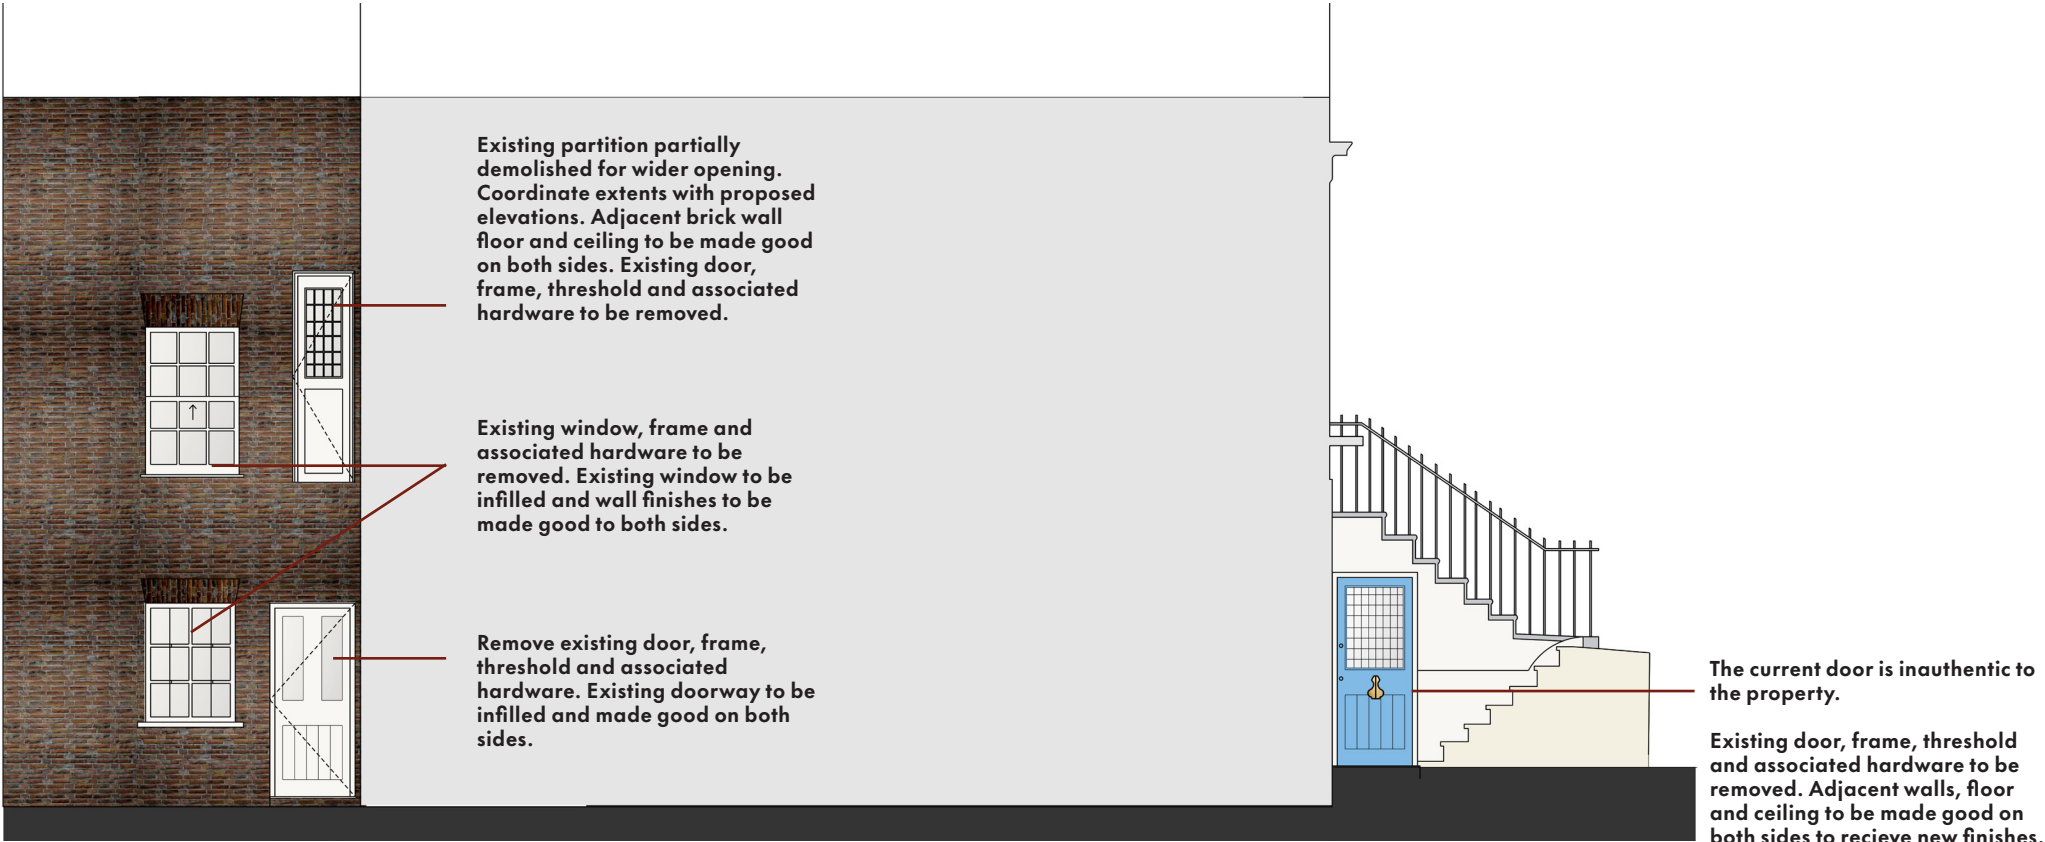 Existing partition partially
demolished for wider opening.
Coordinate extents with proposed
elevations. Adjacent brick wall
floor and ceiling to be made good
on both sides. Existing door,
frame, threshold and associated
hardware to be removed.
Existing window, frame and
associated hardware to be
removed. Existing window to be
infilled and wall finishes to be
made good to both sides.
Remove existing door, frame,
threshold and associated
hardware. Existing doorway to be
infilled and made good on both
sides.
The current door is inauthentic to
the property.
Existing door, frame, threshold
and associated hardware to be
removed. Adjacent walls, floor
and ceiling to be made good on
both sides to recieve new finishes.